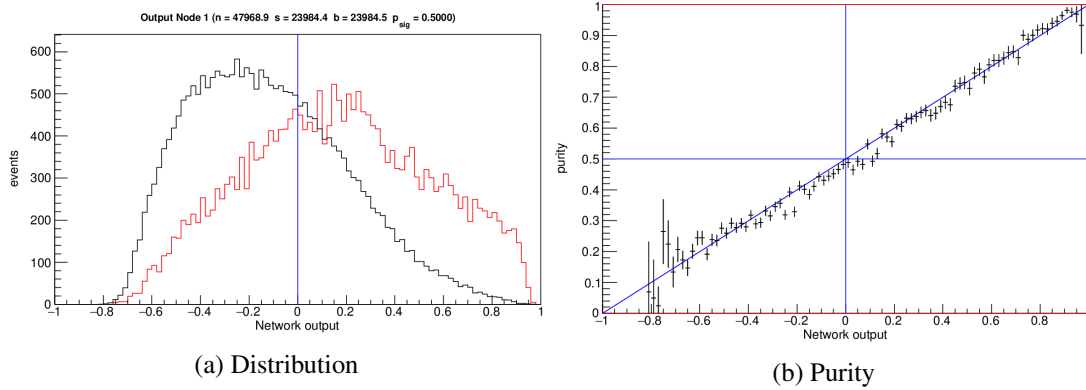 Output Node 1 (n = 47968.9 s = 23984.4 b = 23984.5 p_sig = 0.5000)
events
600
500
400
300
200
100
0
−1 −0.8 −0.6 −0.4 −0.2 0 0.2 0.4 0.6 0.8 1
Network output
(a) Distribution
purity
1
0.9
0.8
0.7
0.6
0.5
0.4
0.3
0.2
0.1
0
−1 −0.8 −0.6 −0.4 −0.2 0 0.2 0.4 0.6 0.8
Network output
(b) Purity